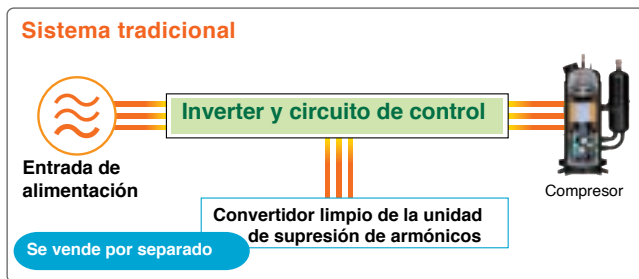 Sistema tradicional
Inverter y circuito de control
Entrada de
alimentación
Compresor
Convertidor limpio de la unidad
de supresión de armónicos
Se vende por separado